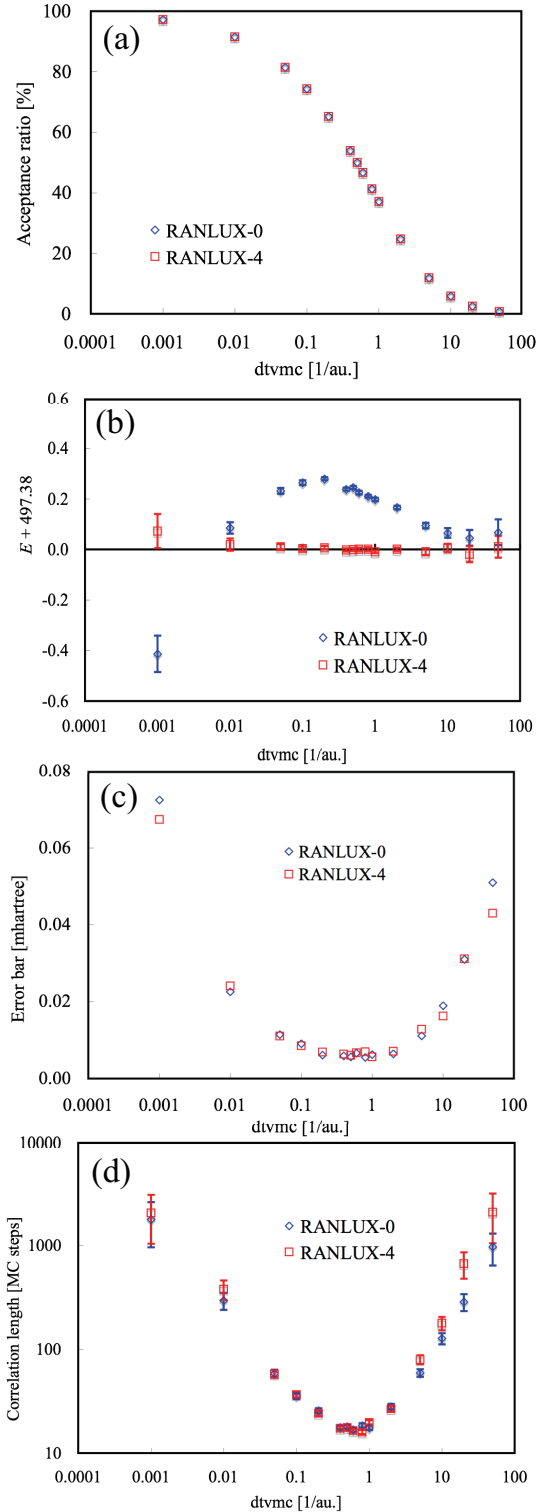 (a)
Acceptance ratio [%]
100
80
60
40
20
0
RANLUX-0
RANLUX-4
0.0001 0.001 0.01 0.1 1 10 100
dtvmc [1/au.]
(b)
E + 497.38
0.6
0.4
0.2
0.0
-0.2
-0.4
-0.6
RANLUX-0
RANLUX-4
0.0001 0.001 0.01 0.1 1 10 100
dtvmc [1/au.]
(c)
Error bar [mhartree]
0.08
0.06
0.04
0.02
0.00
RANLUX-0
RANLUX-4
0.0001 0.001 0.01 0.1 1 10 100
dtvmc [1/au.]
(d)
Correlation length [MC steps]
10000
1000
100
10
RANLUX-0
RANLUX-4
0.0001 0.001 0.01 0.1 1 10 100
dtvmc [1/au.]